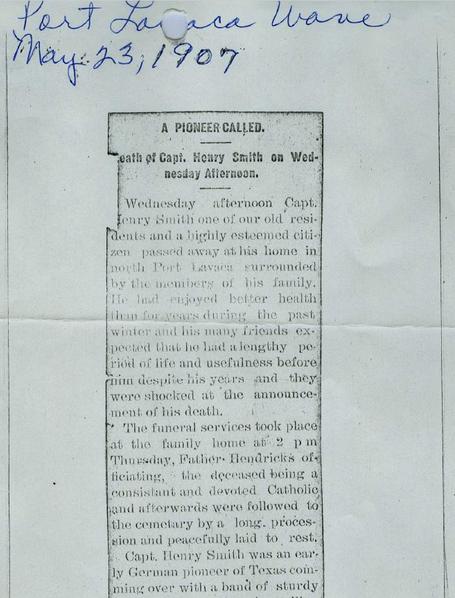 Port Lavaca Wave
May 23, 1907
A PIONEER CALLED.
eath of Capt. Henry Smith on Wed-
nesday Afternoon.
Wednesday afternoon Capt.
Henry Smith one of our old resi-
dents and a highly esteemed citi-
zen passed away at his home in
north Port Lavaca surrounded
by the members of his family.
He had enjoyed better health
than for years during the past
winter and his many friends ex-
pected that he had a lengthy pe-
riod of life and usefulness before
him despite his years and they
were shocked at the announce-
ment of his death.
The funeral services took place
at the family home at 2 p m
Thursday, Father Hendricks of-
ficiating, the deceased being a
consistant and devoted Catholic
and afterwards were followed to
the cemetary by a long. proces-
sion and peacefully laid to rest.
Capt. Henry Smith was an ear-
ly German pioneer of Texas com-
ming over with a band of sturdy